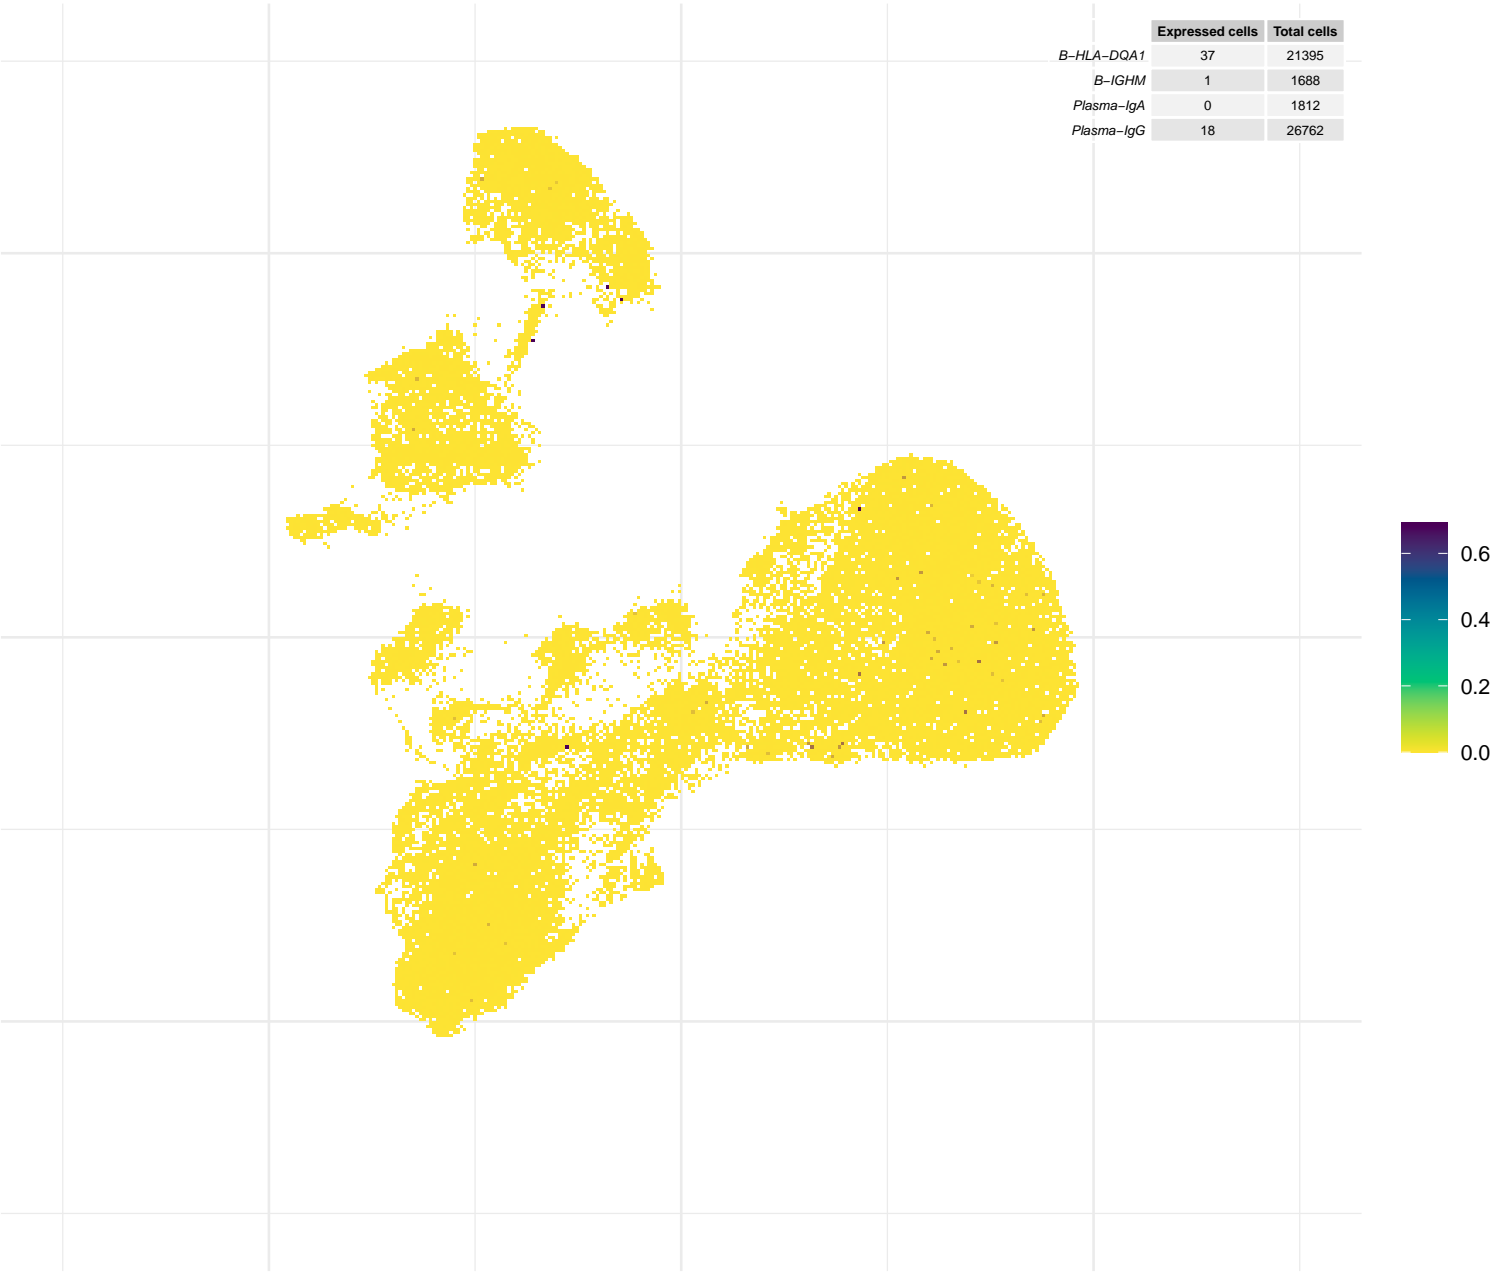 Expressed cells Total cells
B−HLA−DQA1 37 21395
B−IGHM 1 1688
Plasma−IgA 0 1812
Plasma−IgG 18 26762
0.6
0.4
0.2
0.0